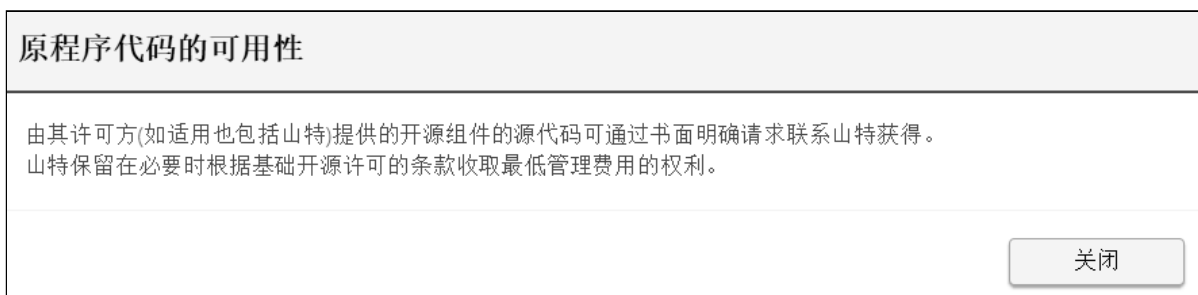 原程序代码的可用性
由其许可方(如适用也包括山特)提供的开源组件的源代码可通过书面明确请求联系山特获得。
山特保留在必要时根据基础开源许可的条款收取最低管理费用的权利。
关闭